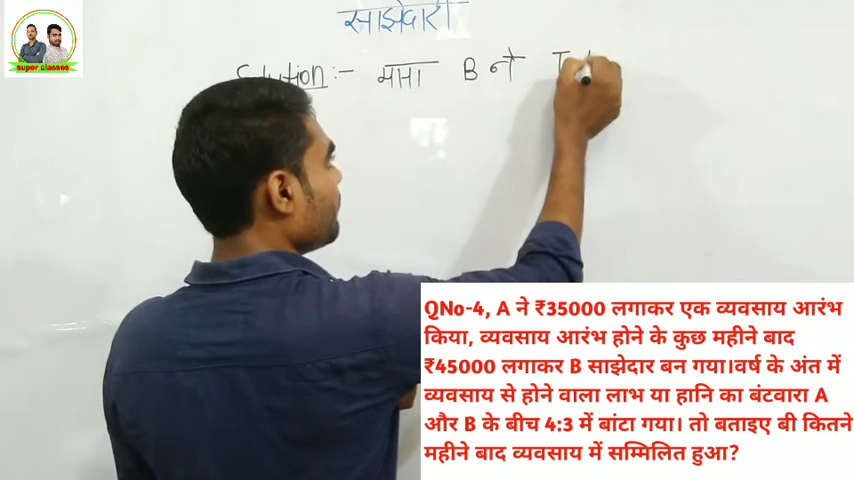 साझेदारी
Solution :- माना B ने
super classes
QNo-4, A ने ₹35000 लगाकर एक व्यवसाय आरंभ
किया, व्यवसाय आरंभ होने के कुछ महीने बाद
₹45000 लगाकर B साझेदार बन गया।वर्ष के अंत में
व्यवसाय से होने वाला लाभ या हानि का बंटवारा A
और B के बीच 4:3 में बांटा गया। तो बताइए बी कितने
महीने बाद व्यवसाय में सम्मिलित हुआ?